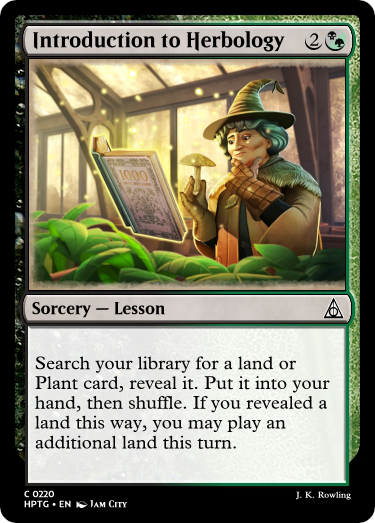 Introduction to Herbology 2
1000
Sorcery — Lesson
Search your library for a land or
Plant card, reveal it. Put it into your
hand, then shuffle. If you revealed a
land this way, you may play an
additional land this turn.
C 0220
HPTG • EN Jam City
J. K. Rowling